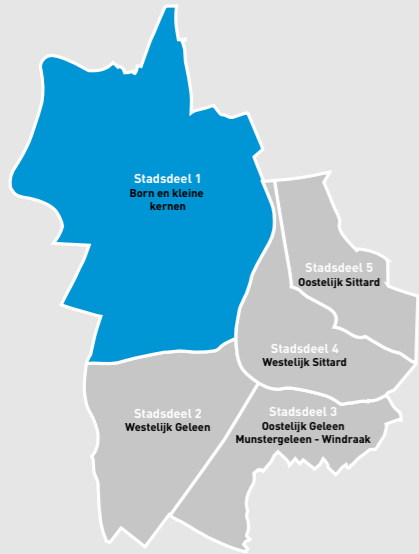 Stadsdeel 1
Born en kleine
kernen
Stadsdeel 5
Oostelijk Sittard
Stadsdeel 4
Westelijk Sittard
Stadsdeel 2
Westelijk Geleen
Stadsdeel 3
Oostelijk Geleen
Munstergeleen - Windraak